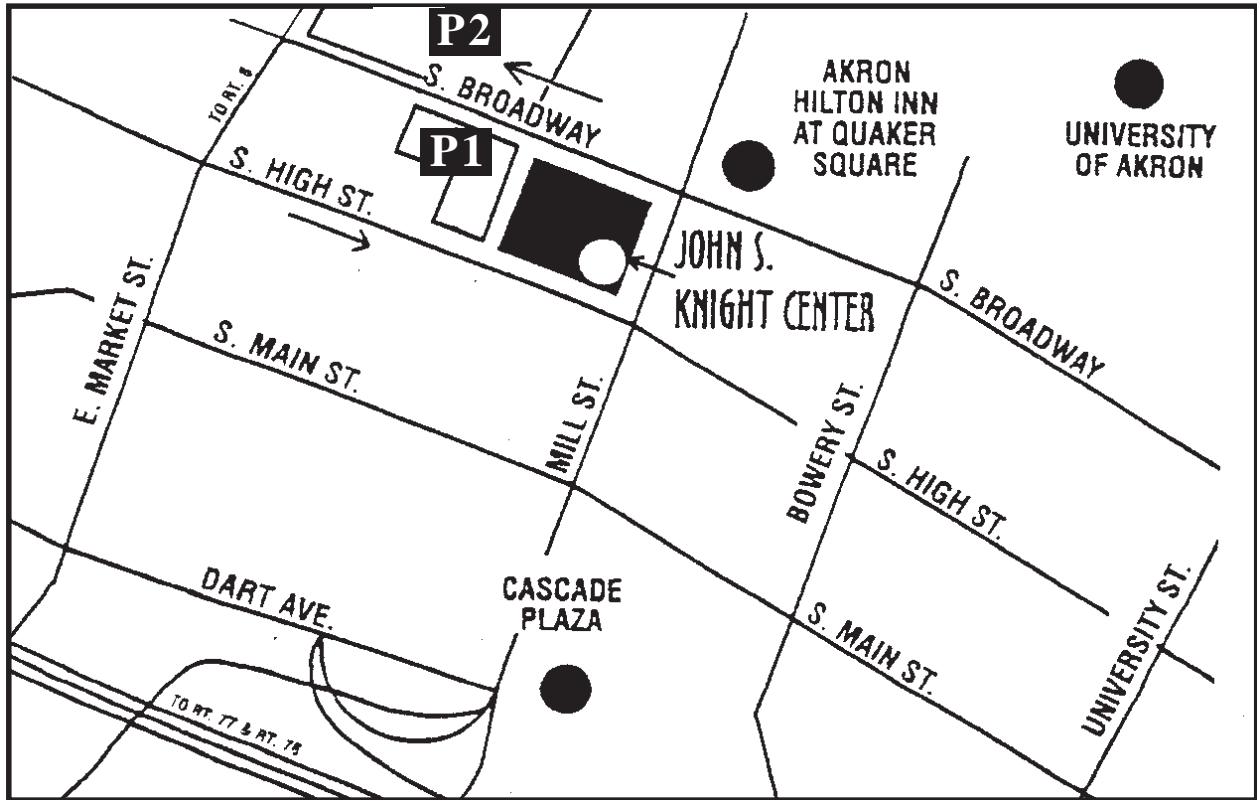 P2
TO RT. 8
S. BROADWAY
AKRON
HILTON INN
AT QUAKER
SQUARE
UNIVERSITY
OF AKRON
P1
S. HIGH ST.
JOHN S.
KNIGHT CENTER
E. MARKET ST.
S. MAIN ST.
S. BROADWAY
MILL ST.
BOWERY ST.
S. HIGH ST.
DART AVE.
CASCADE
PLAZA
S. MAIN ST.
UNIVERSITY ST.
TO RT. 77 & RT. 76